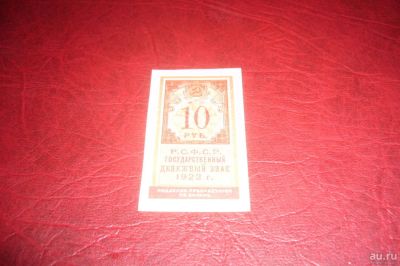 10
РУБ.
Р.С.Ф.С.Р.
ГОСУДАРСТВЕННЫЙ
ДЕНЕЖНЫЙ ЗНАК
1922 г.
au.ru